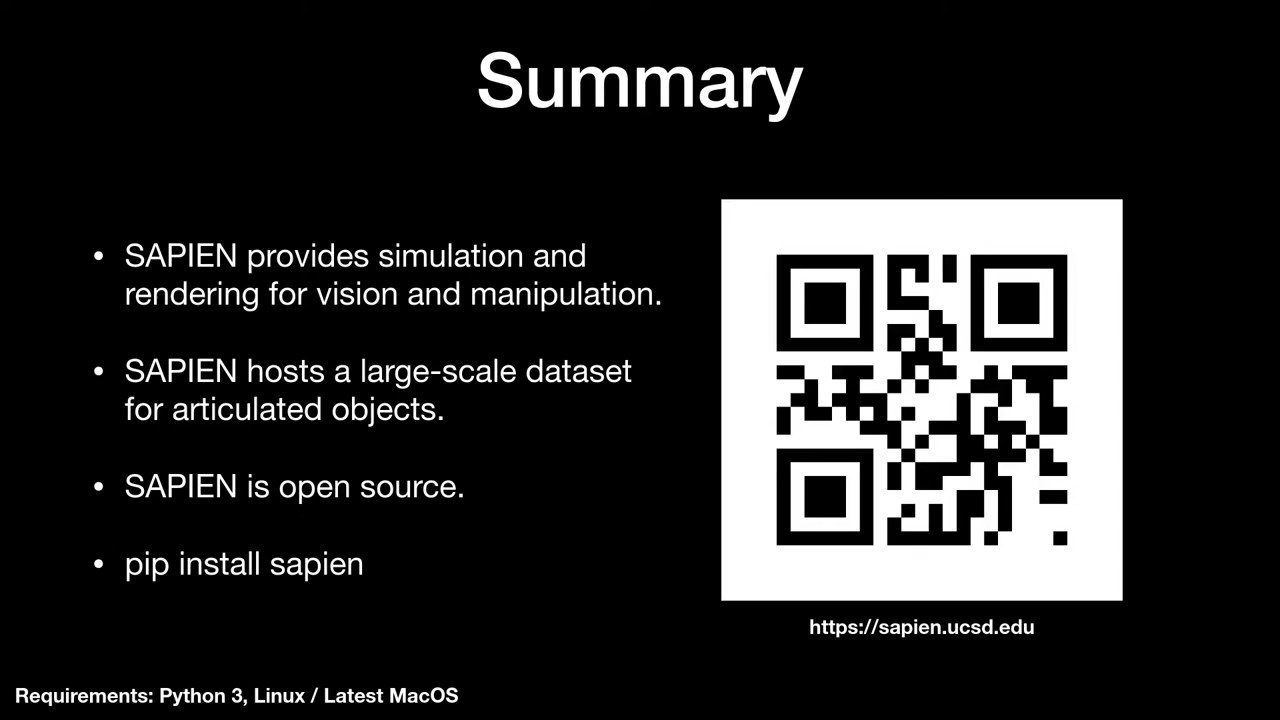 Summary
• SAPIEN provides simulation and
rendering for vision and manipulation.
• SAPIEN hosts a large-scale dataset
for articulated objects.
• SAPIEN is open source.
• pip install sapien
https://sapien.ucsd.edu
Requirements: Python 3, Linux / Latest MacOS